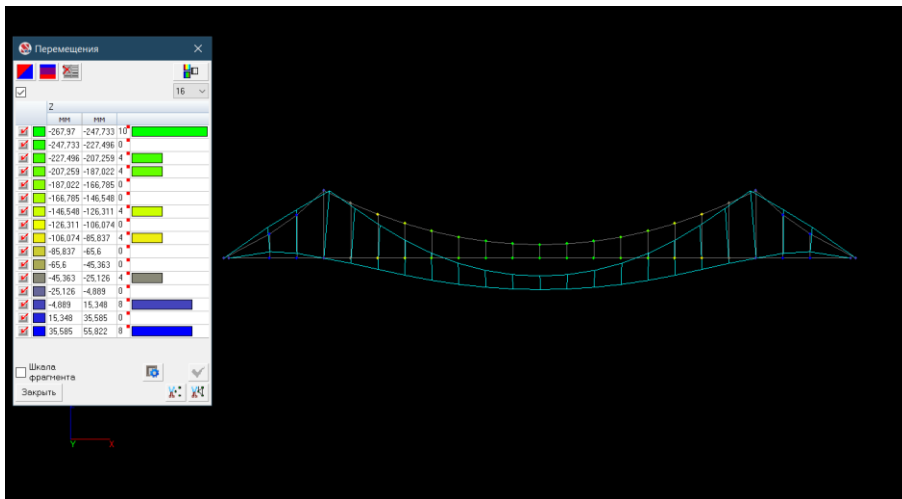 Перемещения
16
Z
мм мм
-267,97 -247,733 10
-247,733 -227,496 0
-227,496 -207,259 4
-207,259 -187,022 4
-187,022 -166,785 0
-166,785 -146,548 0
-146,548 -126,311 4
-126,311 -106,074 0
-106,074 -85,837 4
-85,837 -65,6 0
-65,6 -45,363 0
-45,363 -25,126 4
-25,126 -4,889 0
-4,889 15,348 8
15,348 35,585 0
35,585 55,822 8
Шкала
фрагмента
Закрыть
Y X